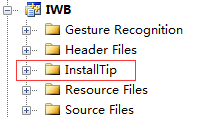 IWB
Gesture Recognition
Header Files
InstallTip
Resource Files
Source Files